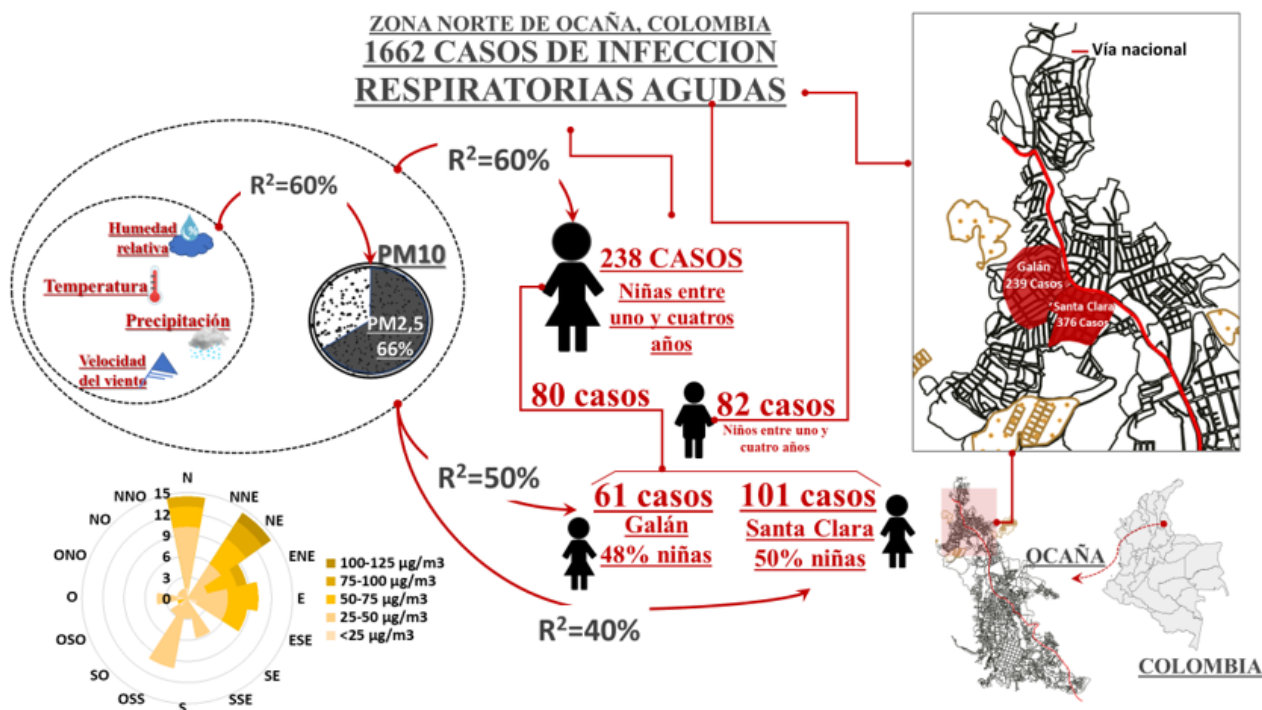 ZONA NORTE DE OCAÑA, COLOMBIA
1662 CASOS DE INFECCION
RESPIRATORIAS AGUDAS
Vía nacional
R²=60%
R²=60%
Humedad
relativa
%
Temperatura
Precipitación
Velocidad
del viento
PM10
PM2,5
66%
238 CASOS
Niñas entre
uno y cuatros
años
80 casos
82 casos
Niños entre uno y
cuatro años
Galán
239 Casos
Santa Clara
376 Casos
R²=50%
61 casos
Galán
48% niñas
101 casos
Santa Clara
50% niñas
R²=40%
N
NNE
NE
ENE
E
ESE
SE
SSE
S
OSS
SO
OSO
O
ONO
NO
NNO
15
12
9
6
3
0
100-125 µg/m3
75-100 µg/m3
50-75 µg/m3
25-50 µg/m3
<25 µg/m3
OCAÑA
COLOMBIA